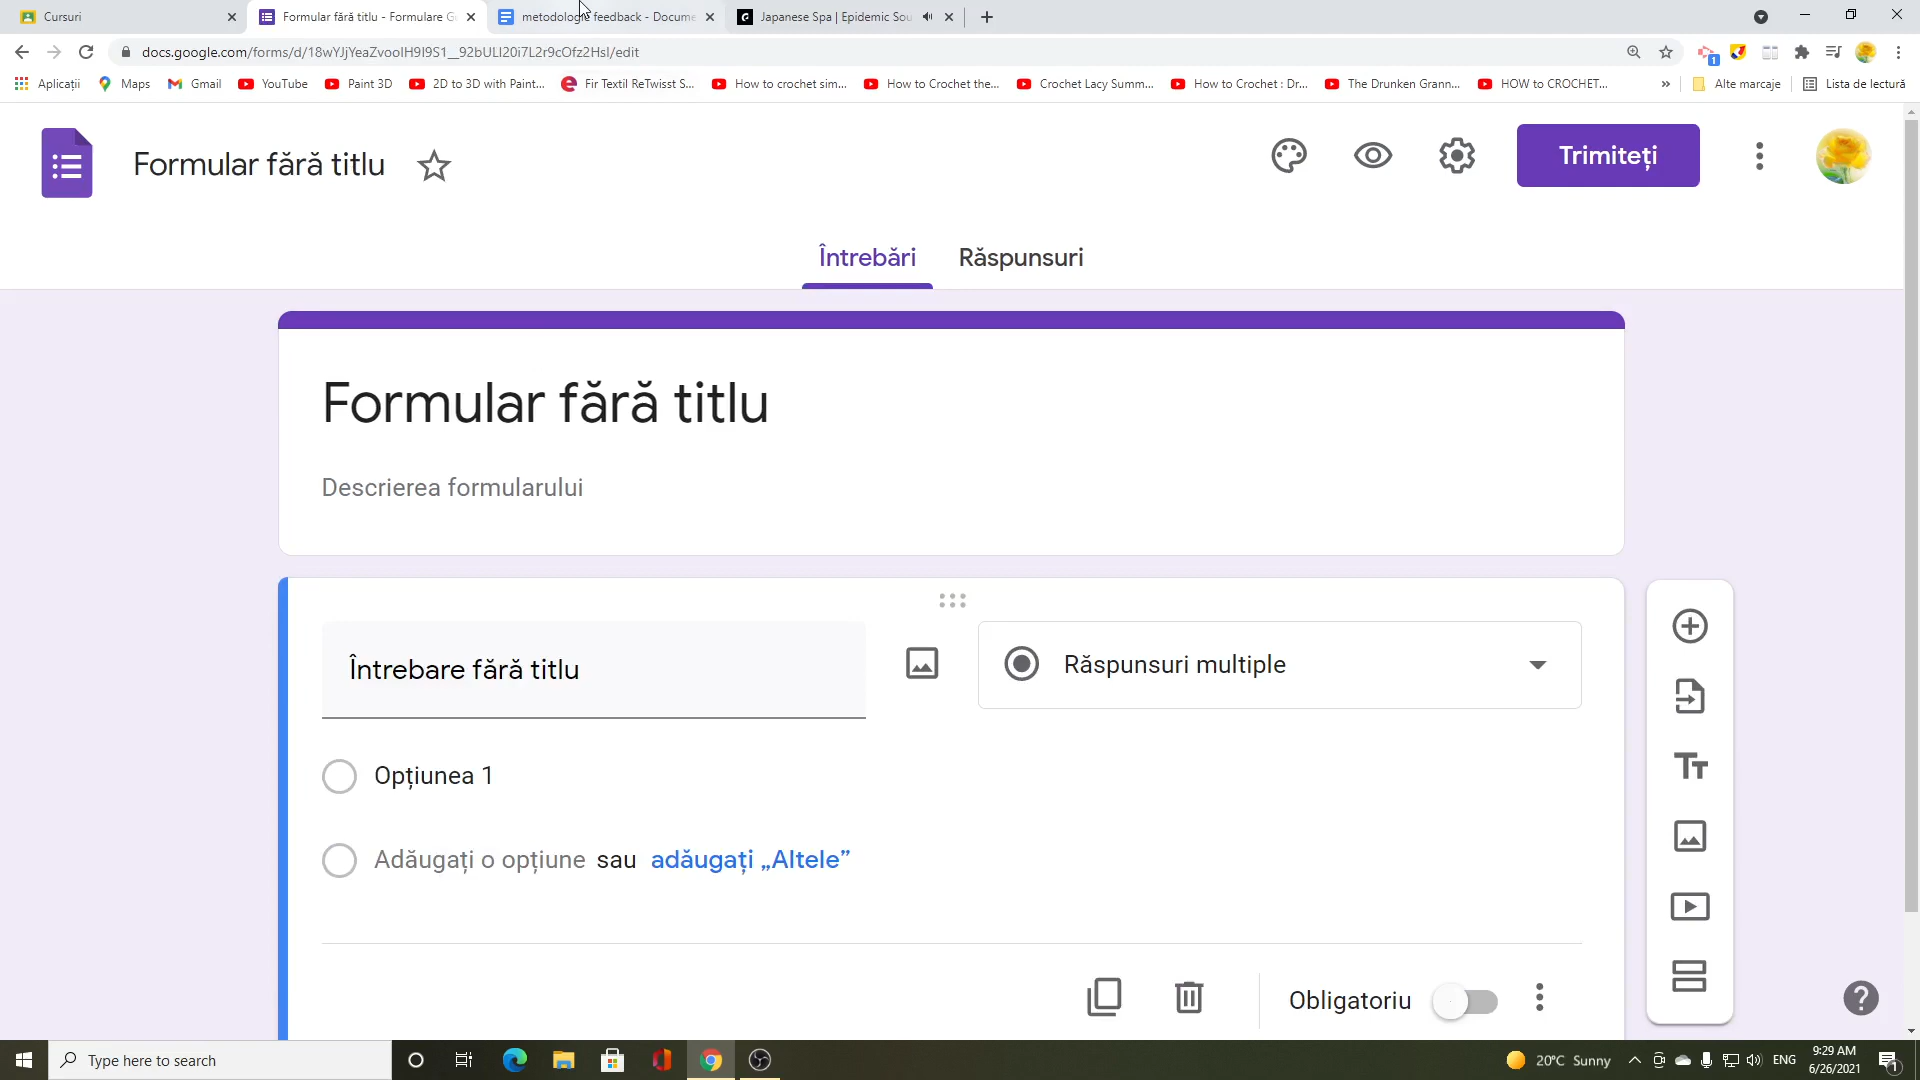 Cursuri
Formular fără titlu - Formulare G
metodologie feedback - Docume
Japanese Spa | Epidemic Sou
docs.google.com/forms/d/18wYJjYeaZvooIH9I9S1__92bULI20i7L2r9cOfz2HsI/edit
Aplicații
Maps
Gmail
YouTube
Paint 3D
2D to 3D with Paint...
Fir Textil ReTwisst S...
How to crochet sim...
How to Crochet the...
Crochet Lacy Summ...
How to Crochet : Dr...
The Drunken Grann...
HOW to CROCHET...
»
Alte marcaje
Lista de lectură
Formular fără titlu
Trimiteți
Întrebări
Răspunsuri
Formular fără titlu
Descrierea formularului
Întrebare fără titlu
Răspunsuri multiple
Opțiunea 1
Adăugați o opțiune sau adăugați „Altele”
Obligatoriu
Type here to search
20°C Sunny
ENG
9:29 AM
6/26/2021